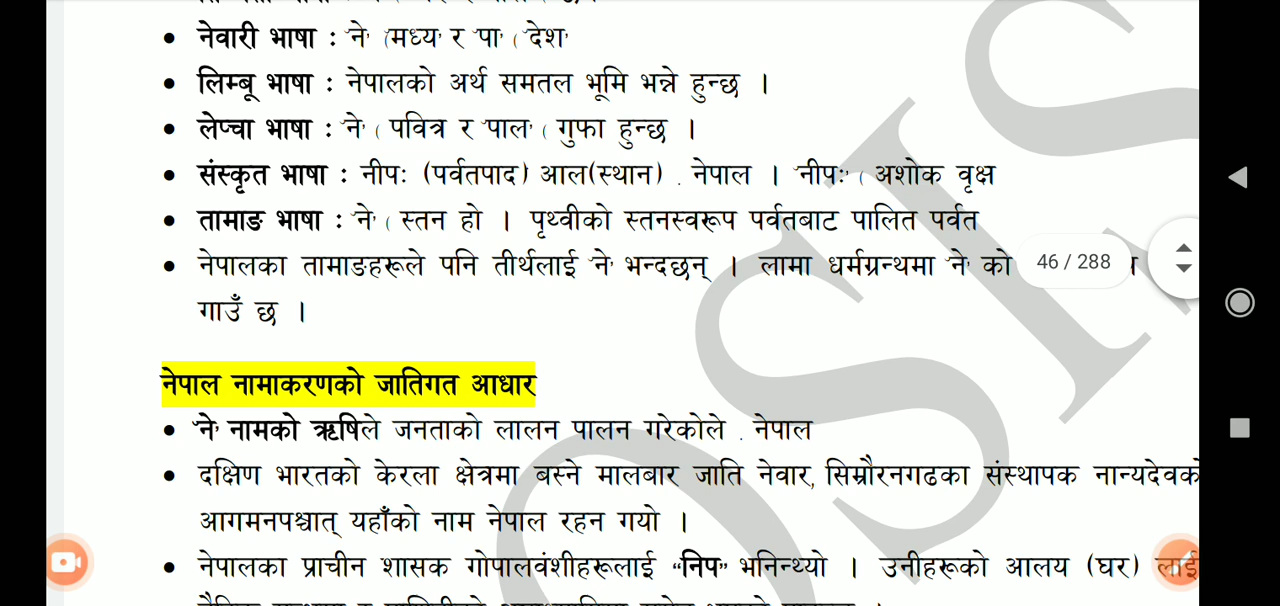 • नेवारी भाषा : 'ने' (मध्य' र 'पा' ( 'देश'
• लिम्बू भाषा : नेपालको अर्थ समतल भूमि भन्ने हुन्छ ।
• लेप्चा भाषा : 'ने' ( पवित्र र 'पाल' ( गुफा हुन्छ ।
• संस्कृत भाषा : नीपः (पर्वतपाद) आल(स्थान) . नेपाल । 'नीपः' ( अशोक वृक्ष
• तामाङ भाषा : 'ने' ( स्तन हो । पृथ्वीको स्तनस्वरूप पर्वतबाट पालित पर्वत
• नेपालका तामाङहरूले पनि तीर्थलाई 'ने' भन्दछन् । लामा धर्मग्रन्थमा 'ने' को
46 / 288
गाउँ छ ।
नेपाल नामाकरणको जातिगत आधार
• 'ने' नामको ऋषिले जनताको लालन पालन गरेकोले . नेपाल
• दक्षिण भारतको केरला क्षेत्रमा बस्ने मालबार जाति नेवार, सिम्रौरनगढका संस्थापक नान्यदेवको
आगमनपश्चात् यहाँको नाम नेपाल रहन गयो ।
• नेपालका प्राचीन शासक गोपालवंशीहरूलाई "निप" भनिन्थ्यो । उनीहरूको आलय (घर) लाई
OSIS